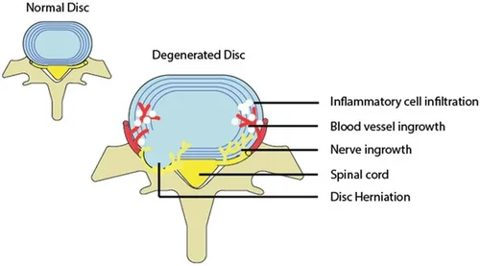 Normal Disc
Degenerated Disc
Inflammatory cell infiltration
Blood vessel ingrowth
Nerve ingrowth
Spinal cord
Disc Herniation